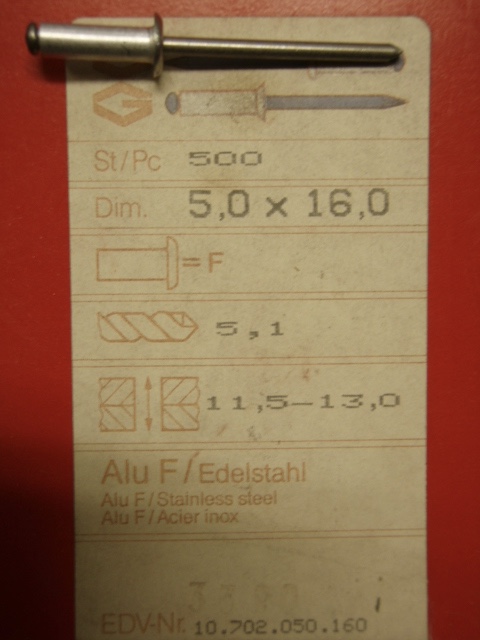 St/Pc 500
Dim. 5,0 x 16,0
= F
5,1
11,5-13,0
Alu F/Edelstahl
Alu F/Stainless steel
Alu F/Acier inox
EDV-Nr. 10.702.050.160